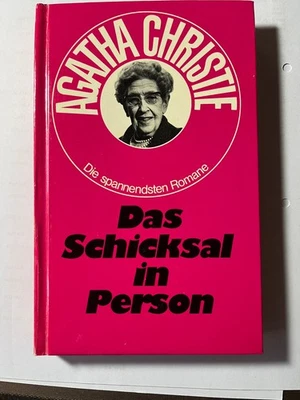 AGATHA CHRISTIE
Die spannendsten Romane
Das
Schicksal
in
Person